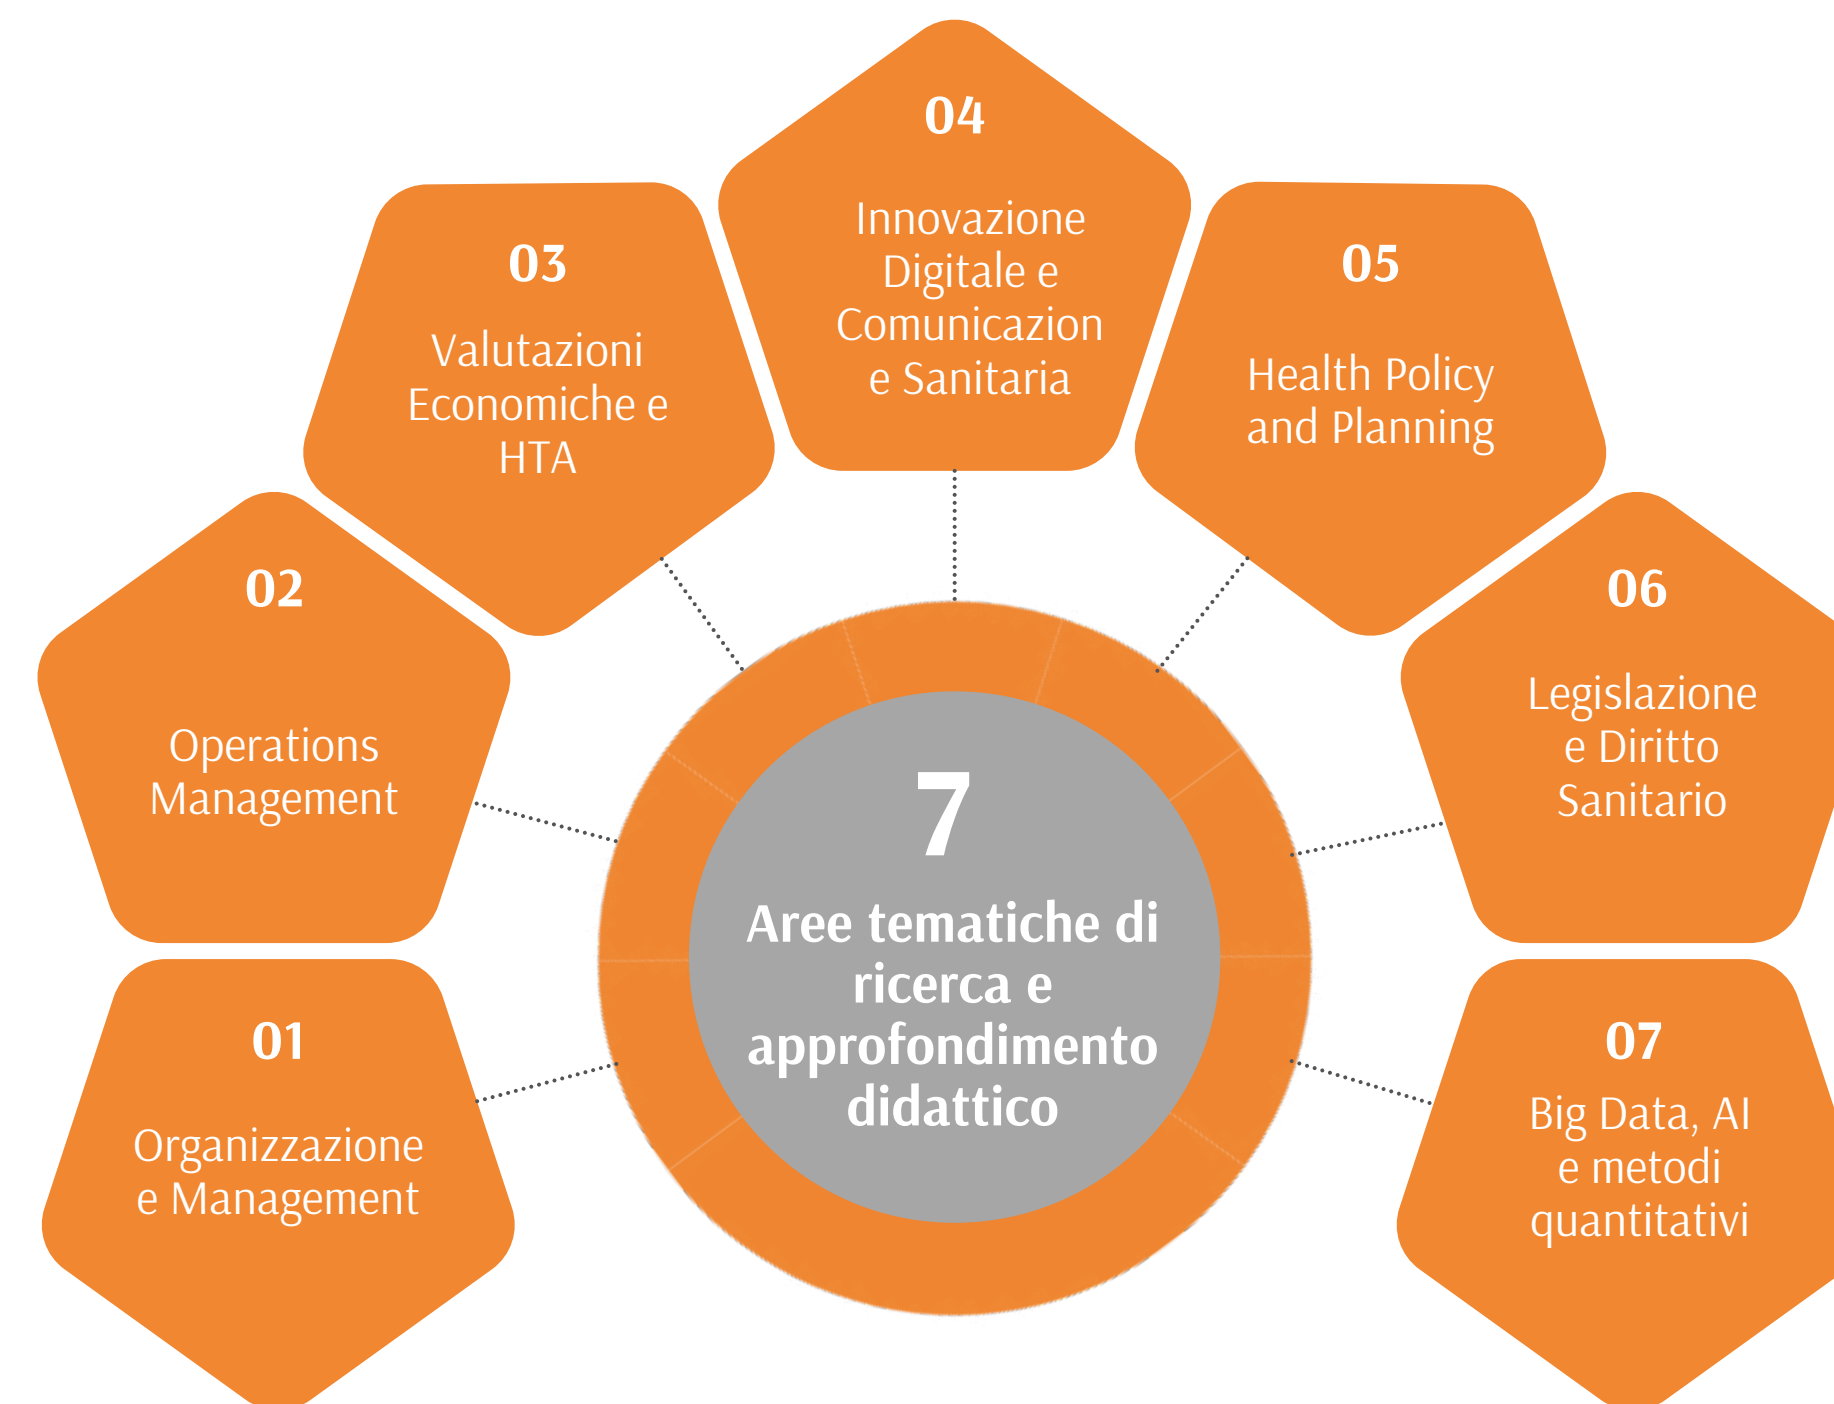 04
Innovazione
Digitale e
Comunicazion
e Sanitaria
03
Valutazioni
Economiche e
HTA
05
Health Policy
and Planning
02
Operations
Management
06
Legislazione
e Diritto
Sanitario
7
Aree tematiche di
ricerca e
approfondimento
didattico
01
Organizzazione
e Management
07
Big Data, AI
e metodi
quantitativi